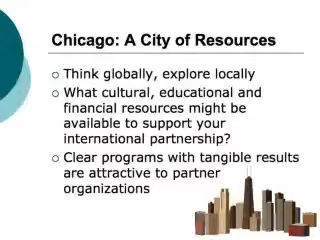 Chicago: A City of Resources
Think globally, explore locally
What cultural, educational and
financial resources might be
available to support your
international partnership?
Clear programs with tangible results
are attractive to partner
organizations